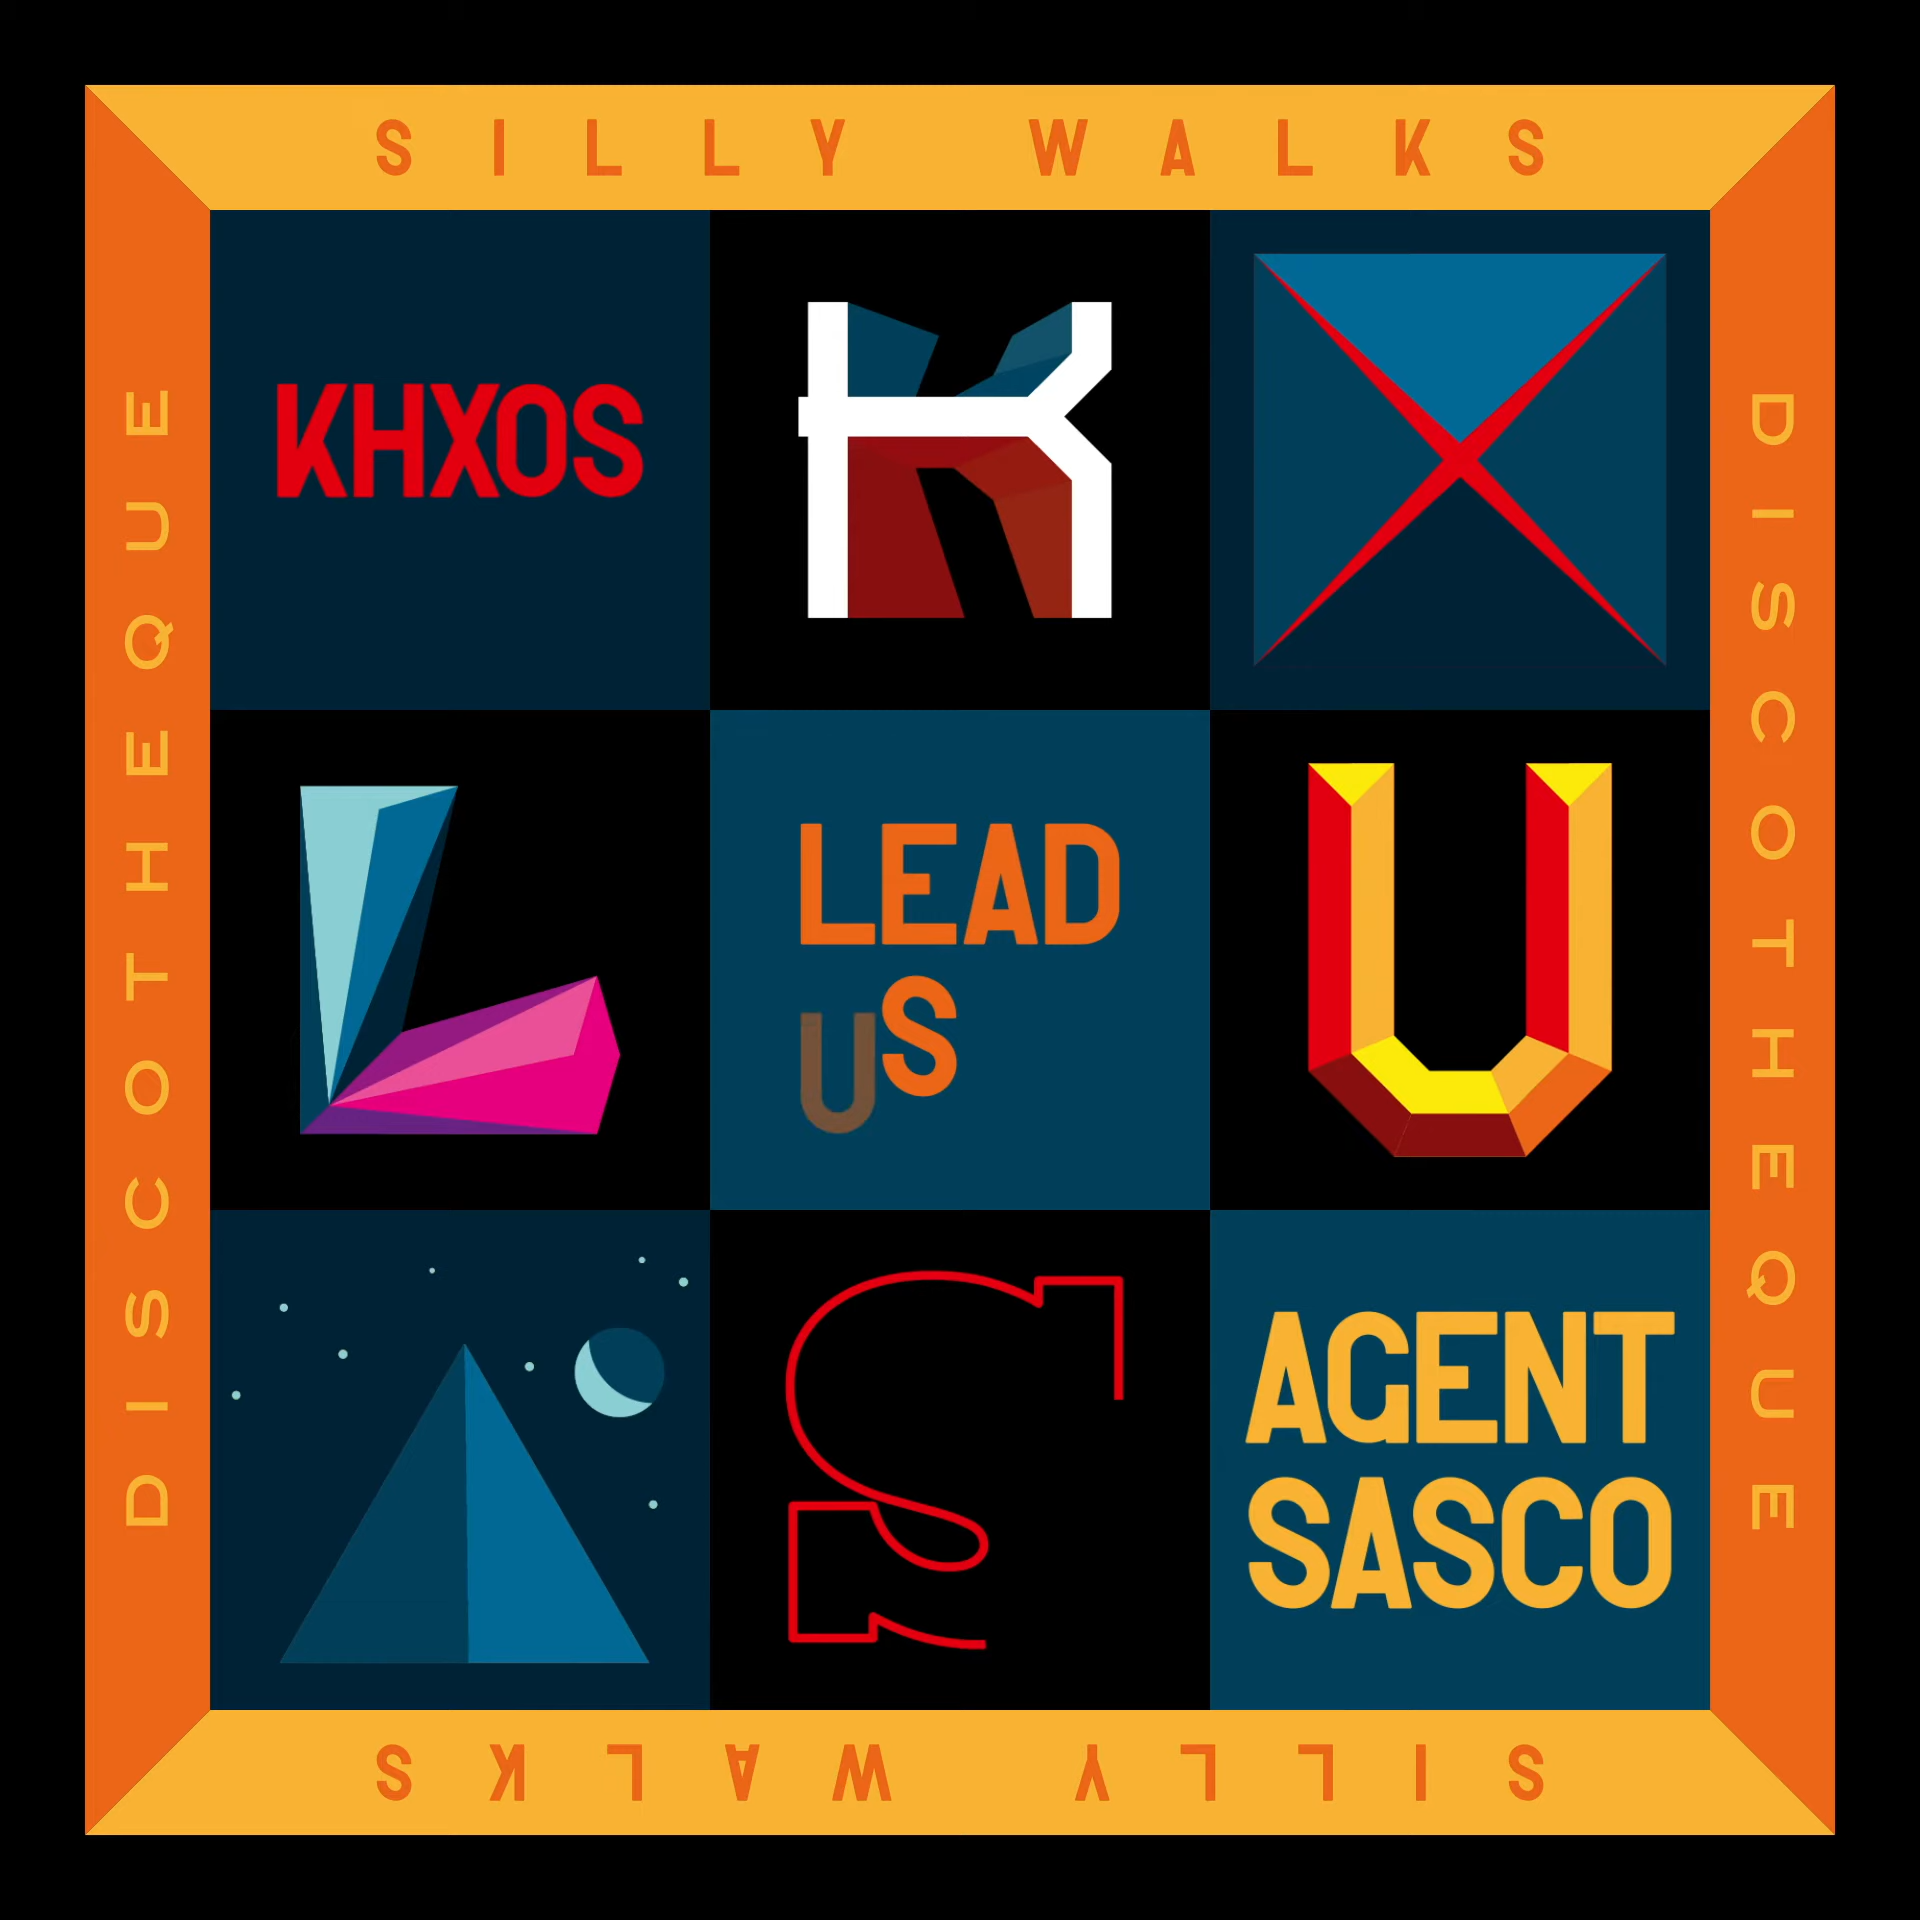 SILLY WALKS
DISCOTHEQUE
DISCOTHEQUE
KHXOS
K
L
LEAD
US
U
S
AGENT
SASCO
SILLY WALKS